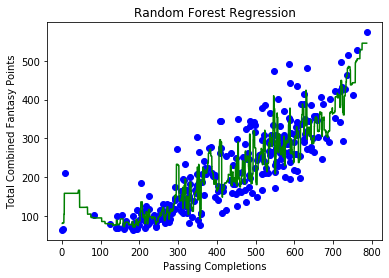 Random Forest Regression
Total Combined Fantasy Points
500
400
300
200
100
0 100 200 300 400 500 600 700 800
Passing Completions